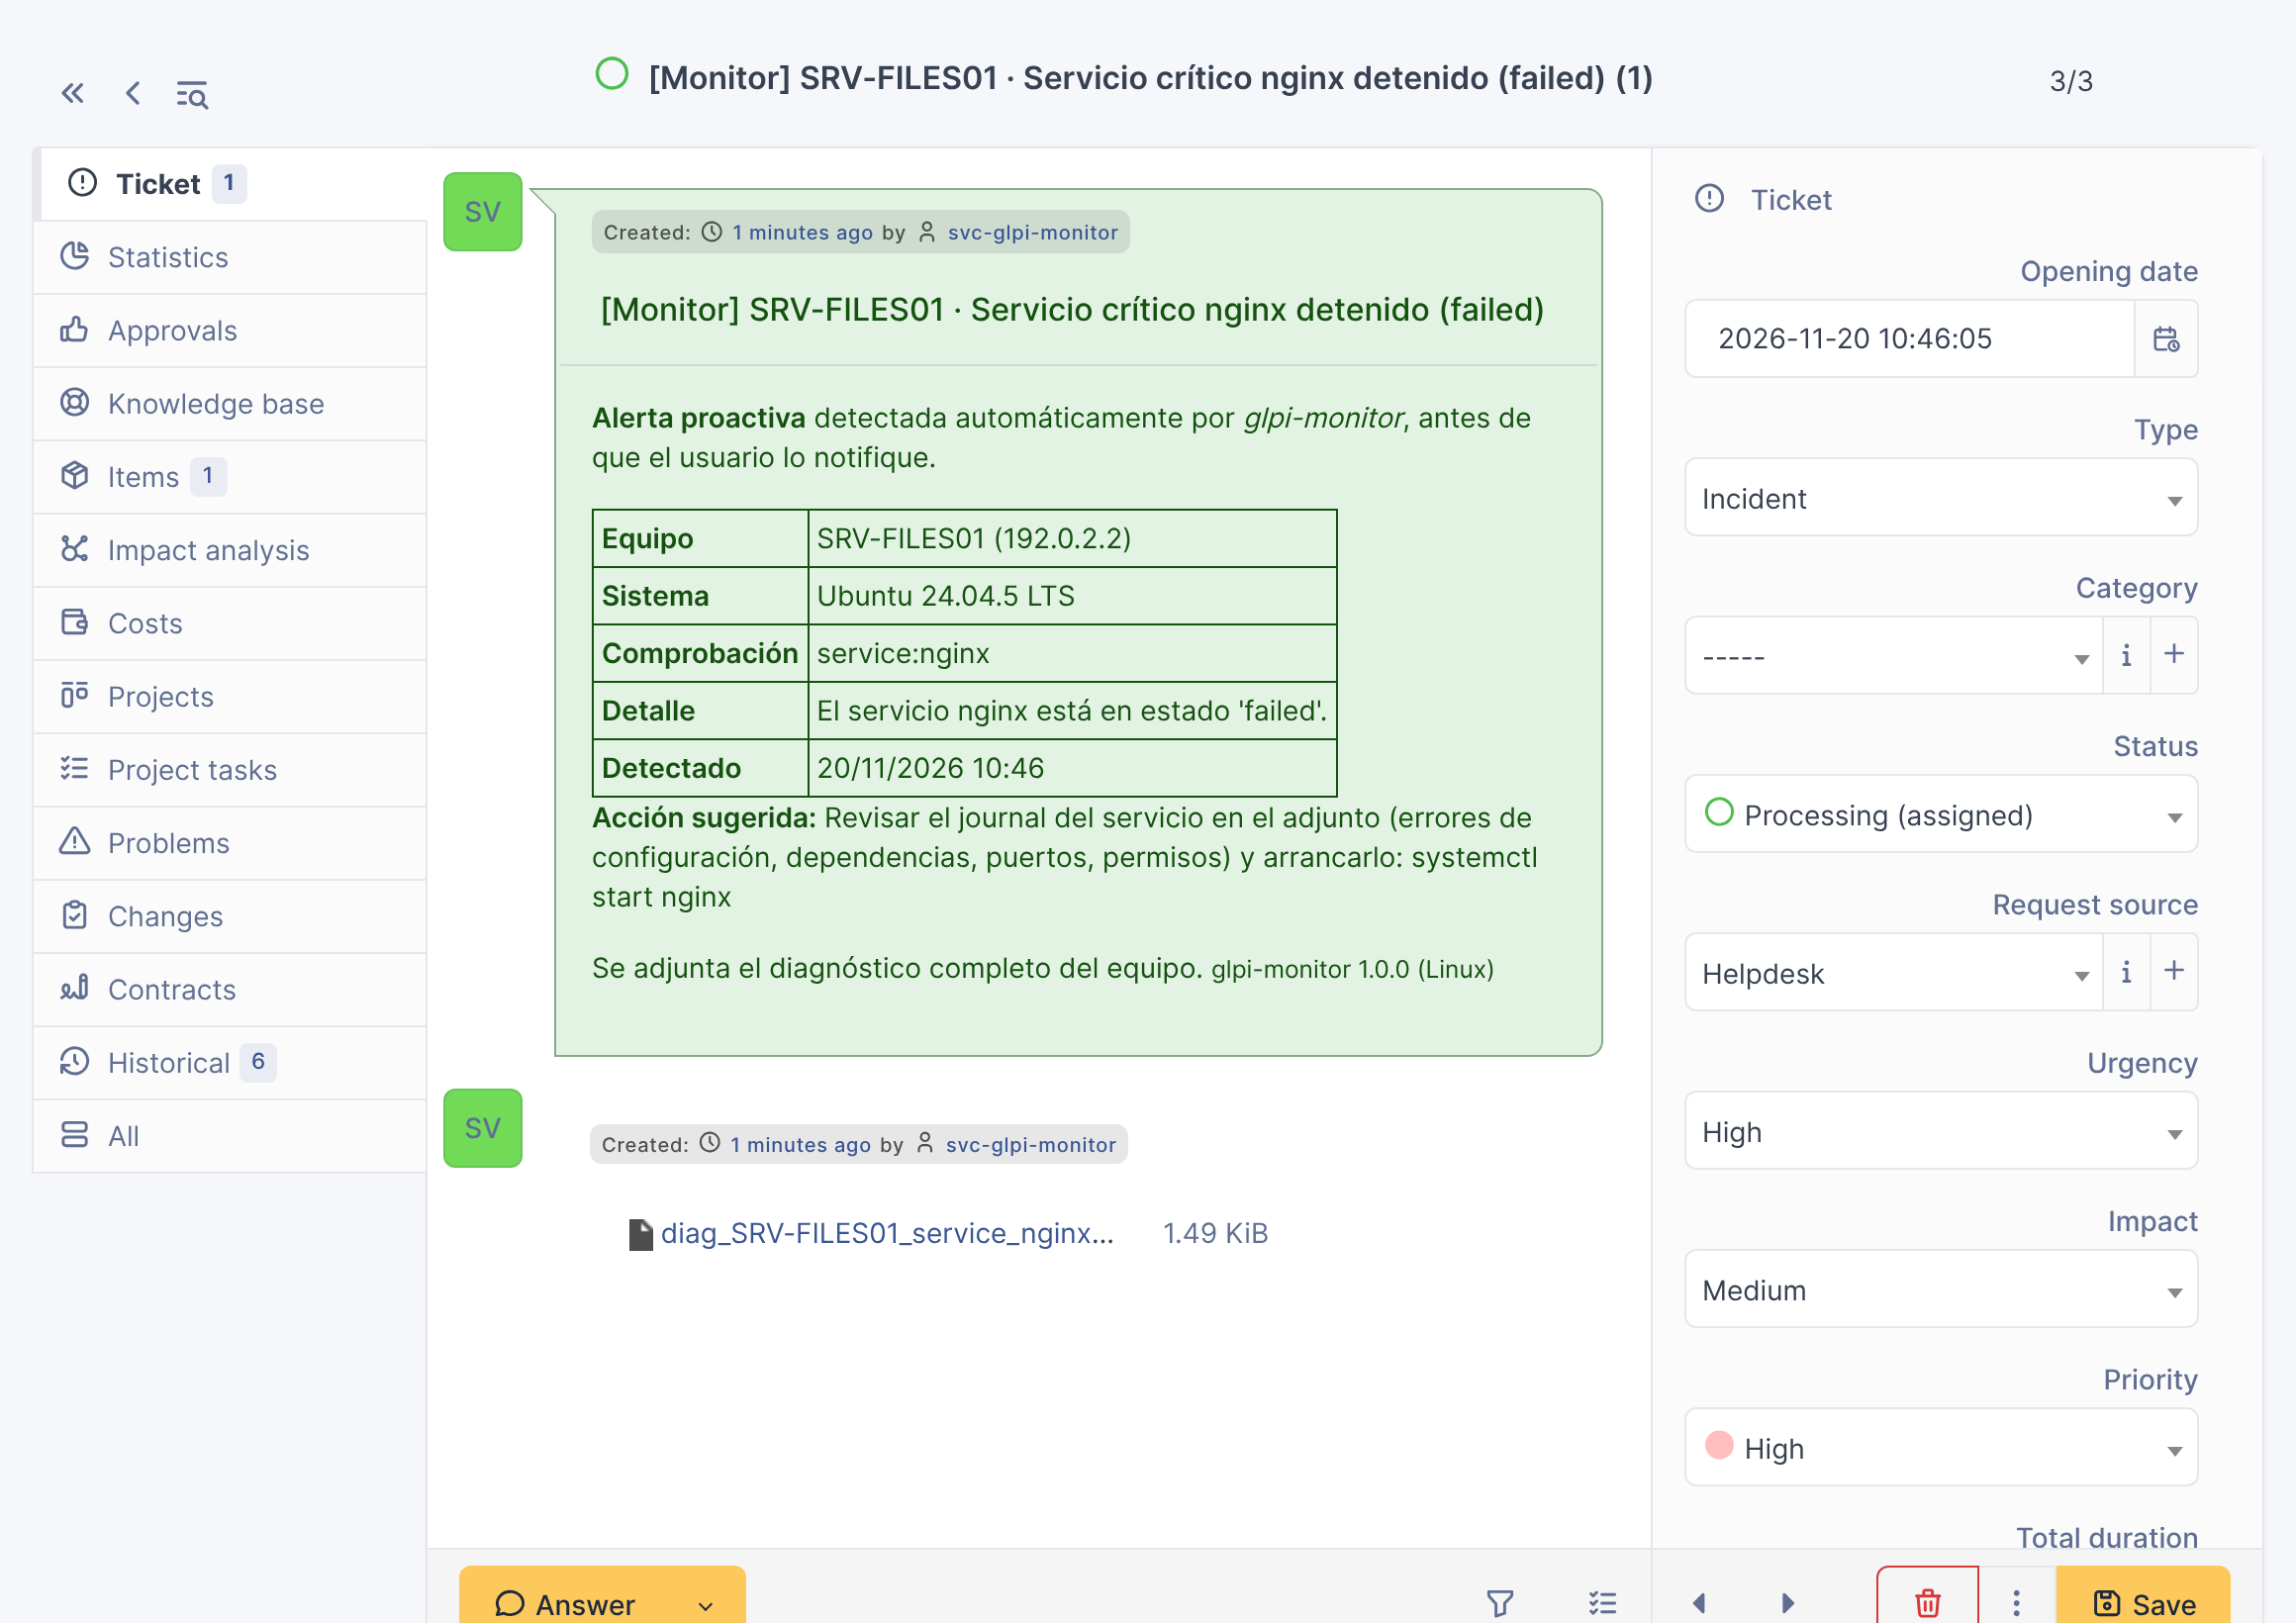 [Monitor] SRV-FILES01 · Servicio crítico nginx detenido (failed) (1)
3/3
Ticket 1
Statistics
Approvals
Knowledge base
Items 1
Impact analysis
Costs
Projects
Project tasks
Problems
Changes
Contracts
Historical 6
All
SV
Created: 1 minutes ago by svc-glpi-monitor
[Monitor] SRV-FILES01 · Servicio crítico nginx detenido (failed)
Alerta proactiva detectada automáticamente por glpi-monitor, antes de
que el usuario lo notifique.
Equipo SRV-FILES01 (192.0.2.2)
Sistema Ubuntu 24.04.5 LTS
Comprobación service:nginx
Detalle El servicio nginx está en estado 'failed'.
Detectado 20/11/2026 10:46
Acción sugerida: Revisar el journal del servicio en el adjunto (errores de
configuración, dependencias, puertos, permisos) y arrancarlo: systemctl
start nginx
Se adjunta el diagnóstico completo del equipo. glpi-monitor 1.0.0 (Linux)
SV
Created: 1 minutes ago by svc-glpi-monitor
diag_SRV-FILES01_service_nginx... 1.49 KiB
Answer
Ticket
Opening date
2026-11-20 10:46:05
Type
Incident
Category
-----
Status
Processing (assigned)
Request source
Helpdesk
Urgency
High
Impact
Medium
Priority
High
Total duration
Save